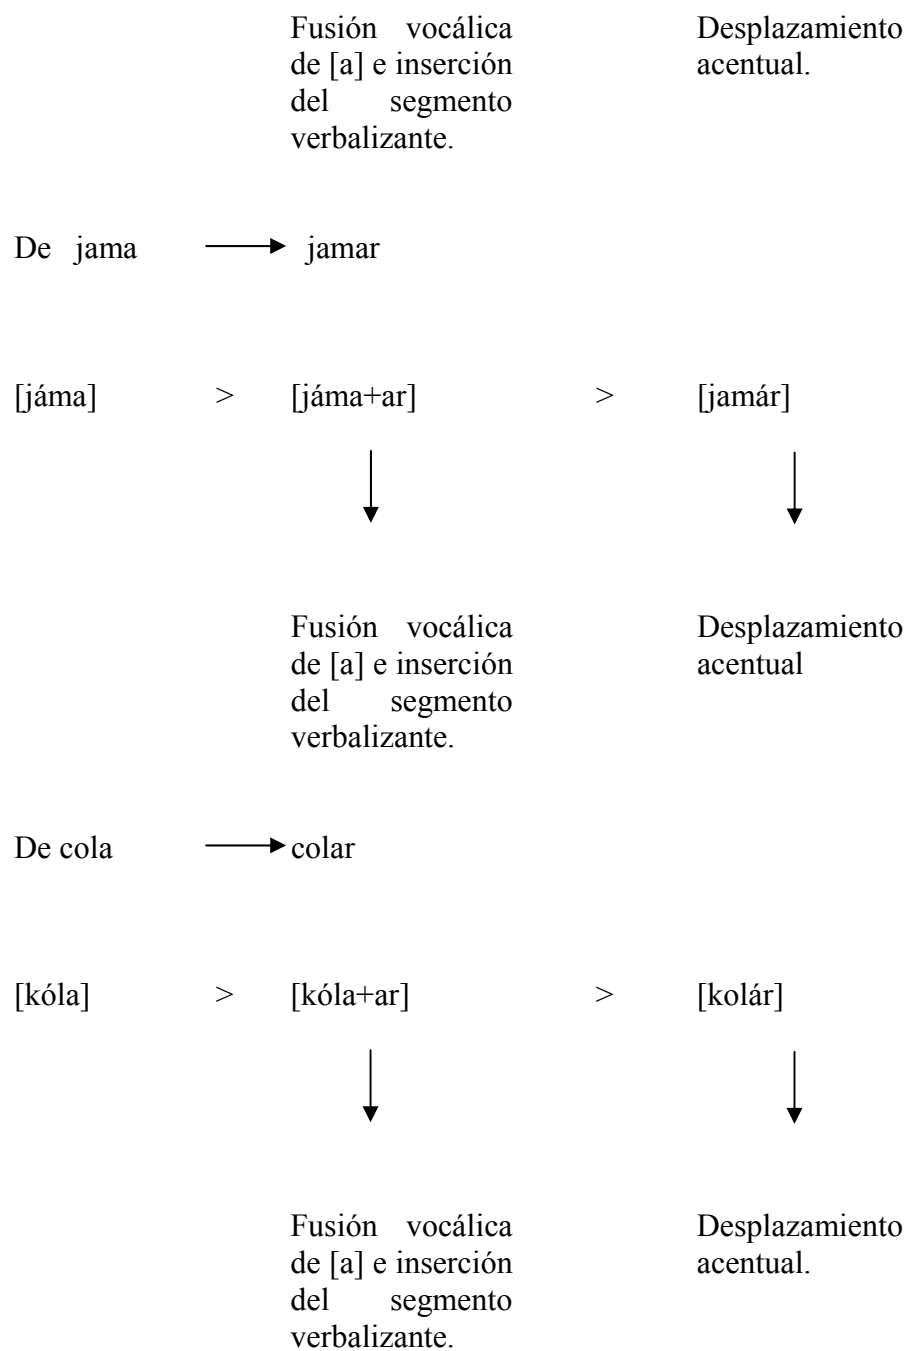 Fusión vocálica
de [a] e inserción
del segmento
verbalizante.
Desplazamiento
acentual.
De jama jamar
[jáma] > [jáma+ar] > [jamár]
Fusión vocálica
de [a] e inserción
del segmento
verbalizante.
Desplazamiento
acentual
De cola colar
[kóla] > [kóla+ar] > [kolár]
Fusión vocálica
de [a] e inserción
del segmento
verbalizante.
Desplazamiento
acentual.